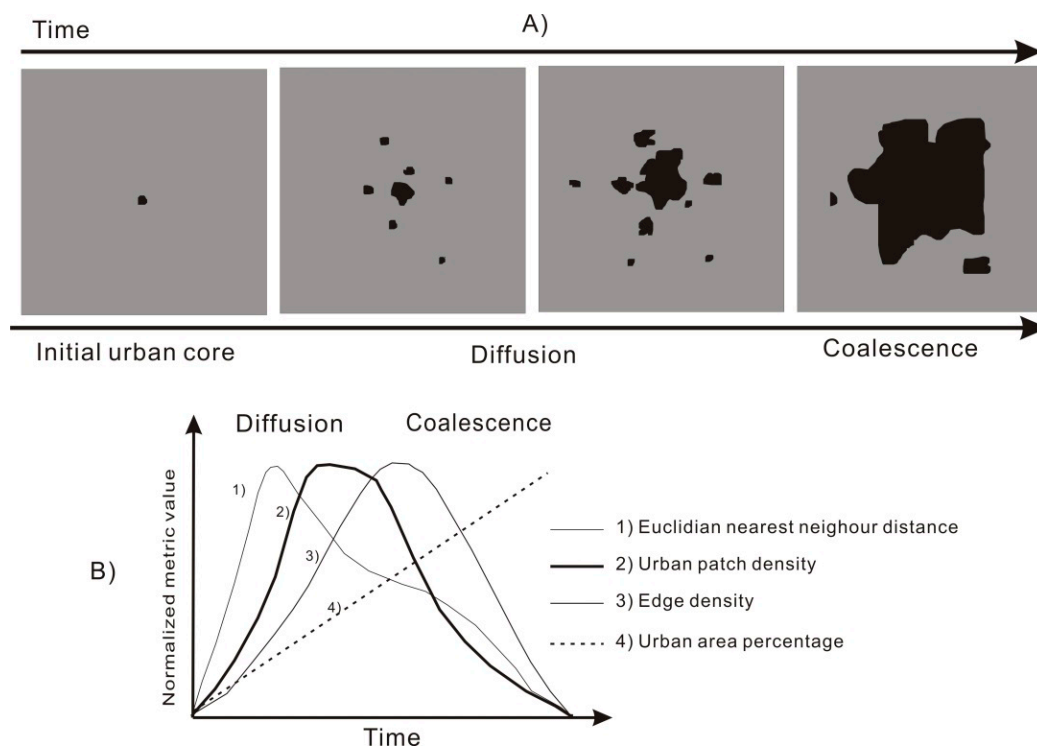 A)
Time
Initial urban core
Diffusion
Coalescence
B)
Diffusion
Coalescence
Normalized metric value
1)
2)
3)
4)
Time
1) Euclidian nearest neighour distance
2) Urban patch density
3) Edge density
4) Urban area percentage